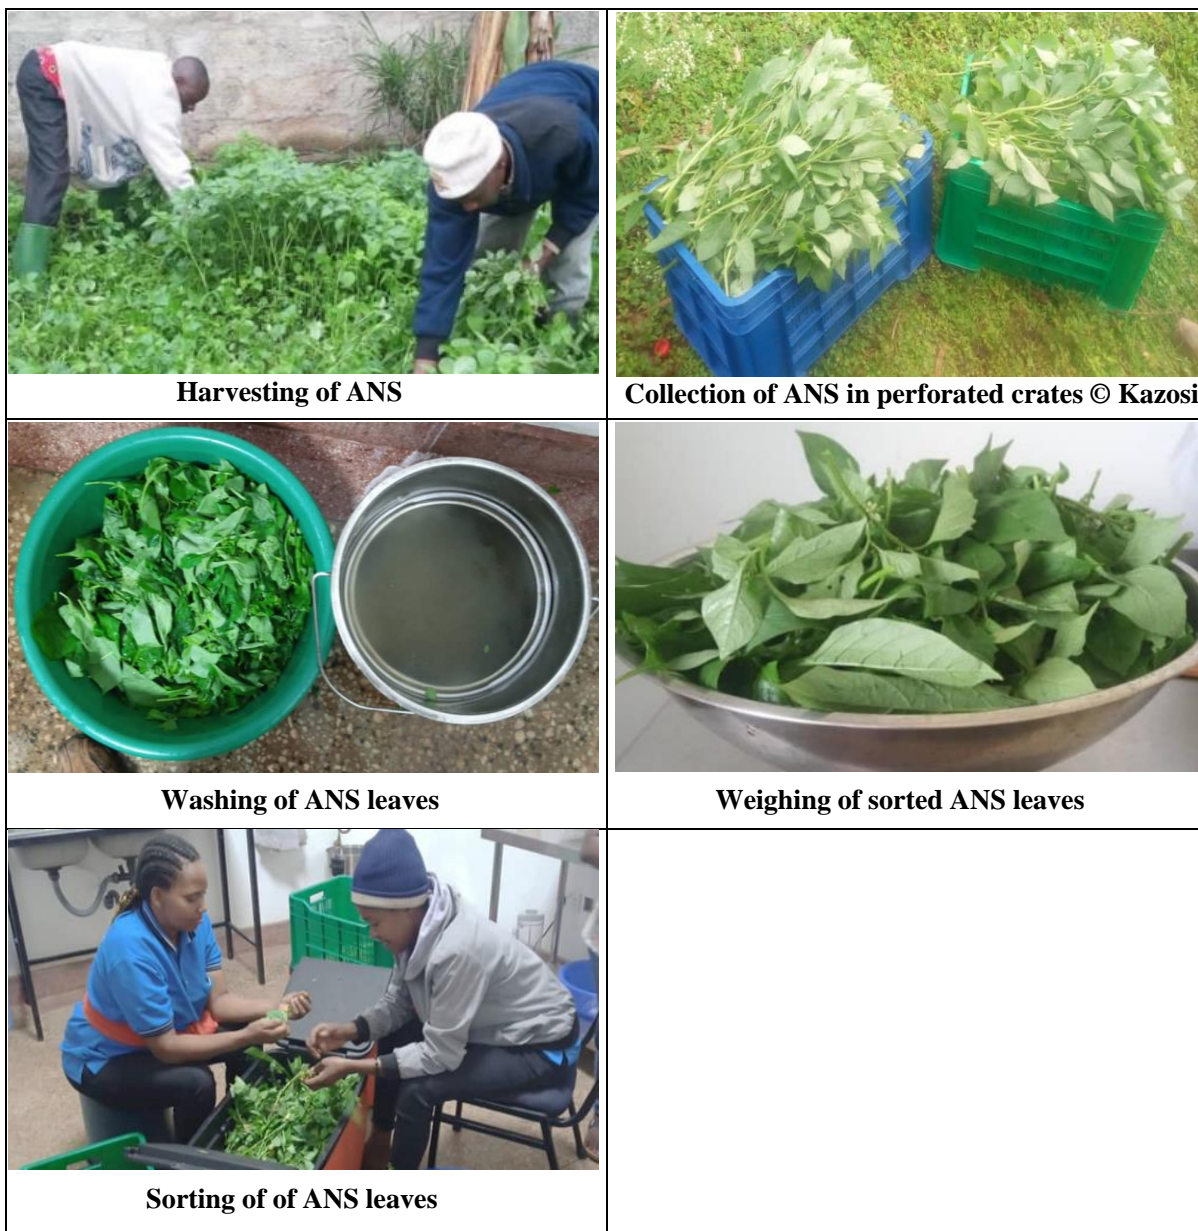 Harvesting of ANS
Collection of ANS in perforated crates © Kazosi
Washing of ANS leaves
Weighing of sorted ANS leaves
Sorting of of ANS leaves